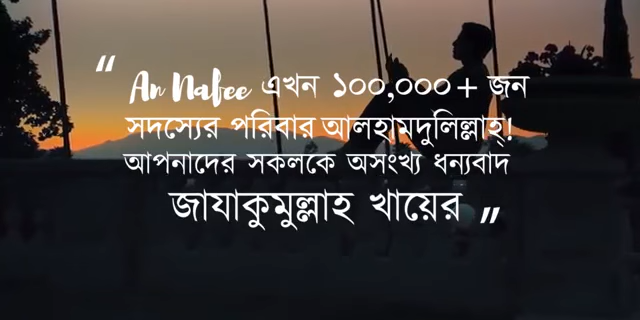 “ An Nafee এখন ১০০,০০০+ জন
সদস্যের পরিবার আলহামদুলিল্লাহ্!
আপনাদের সকলকে অসংখ্য ধন্যবাদ
জাযাকুমুল্লাহ খায়ের „